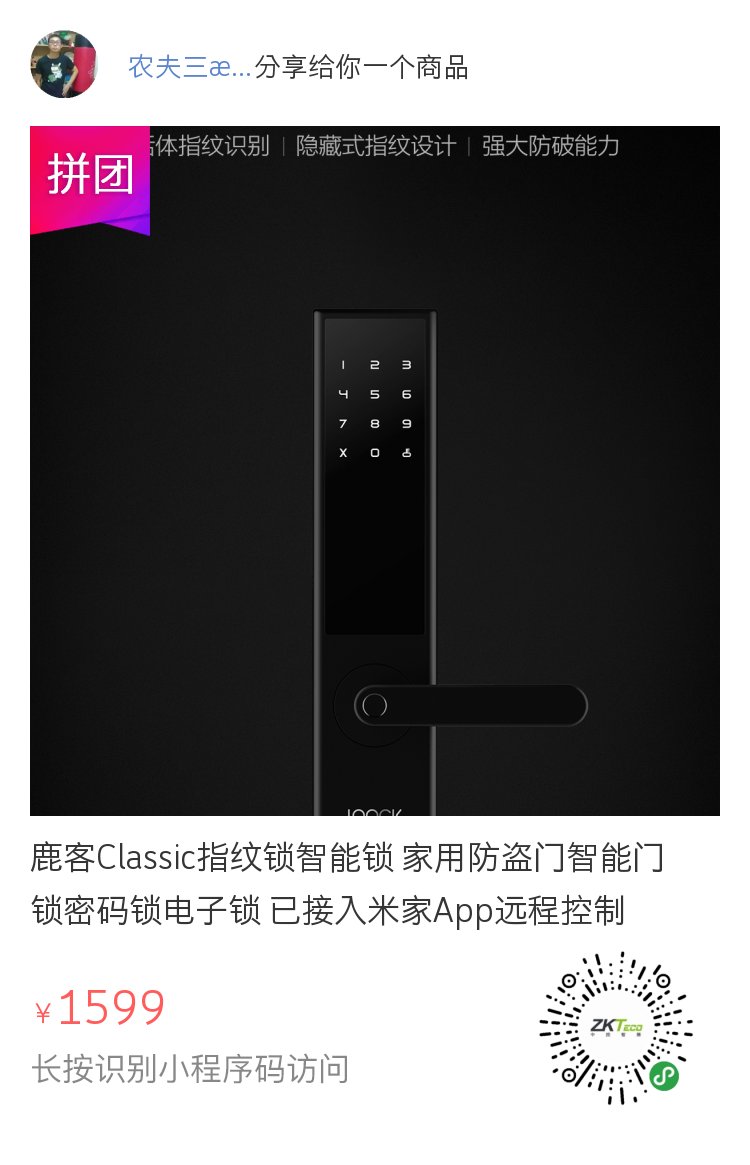 农夫三æ...分享给你一个商品
活体指纹识别 | 隐藏式指纹设计 | 强大防破能力
拼团
1 2 3
4 5 6
7 8 9
X 0
鹿客Classic指纹锁智能锁 家用防盗门智能门
锁密码锁电子锁 已接入米家App远程控制
¥1599
ZKTeco
长按识别小程序码访问